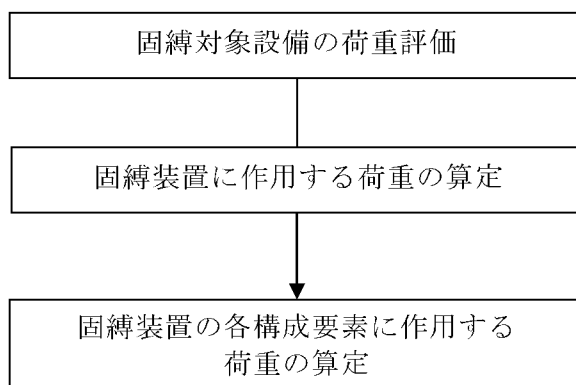 固縛対象設備の荷重評価
固縛装置に作用する荷重の算定
固縛装置の各構成要素に作用する
荷重の算定